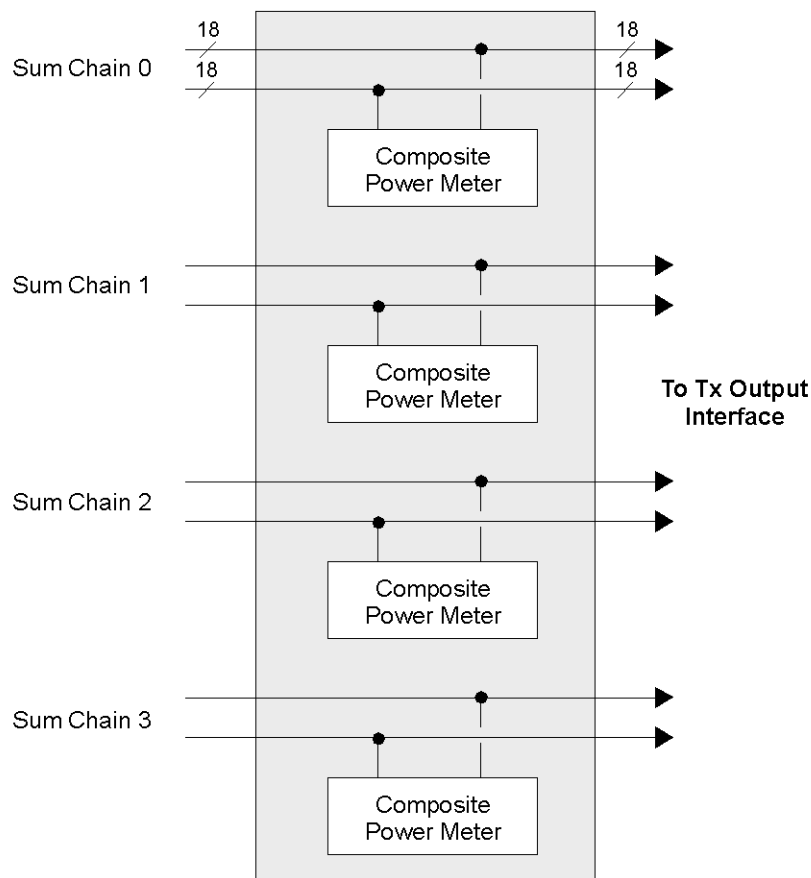 18
18
Sum Chain 0
18
18
Composite
Power Meter
Sum Chain 1
Composite
Power Meter
To Tx Output
Interface
Sum Chain 2
Composite
Power Meter
Sum Chain 3
Composite
Power Meter